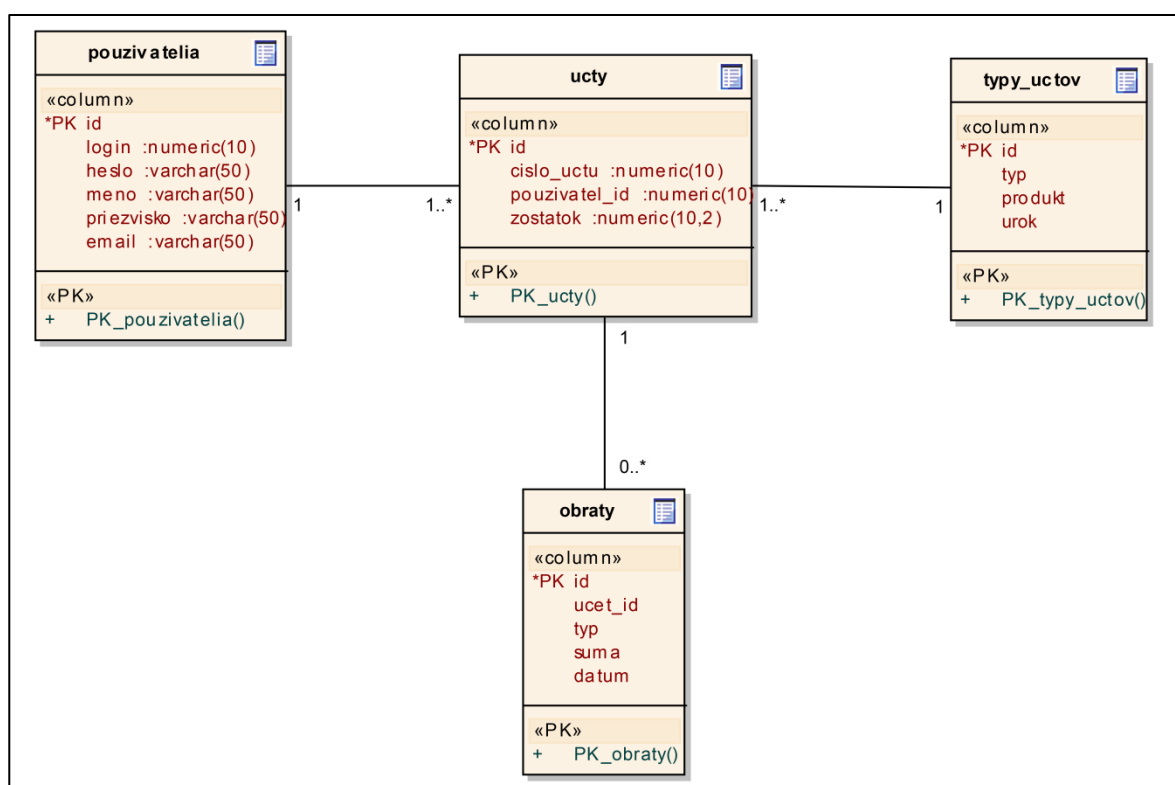 pouzivatelia
«column»
*PK id
login :numeric(10)
heslo :varchar(50)
meno :varchar(50)
priezvisko :varchar(50)
email :varchar(50)
«PK»
+ PK_pouzivatelia()
1
1..*
ucty
«column»
*PK id
cislo_uctu :numeric(10)
pouzivatel_id :numeric(10)
zostatok :numeric(10,2)
«PK»
+ PK_ucty()
1..*
1
typy_uctov
«column»
*PK id
typ
produkt
urok
«PK»
+ PK_typy_uctov()
1
0..*
obraty
«column»
*PK id
ucet_id
typ
suma
datum
«PK»
+ PK_obraty()